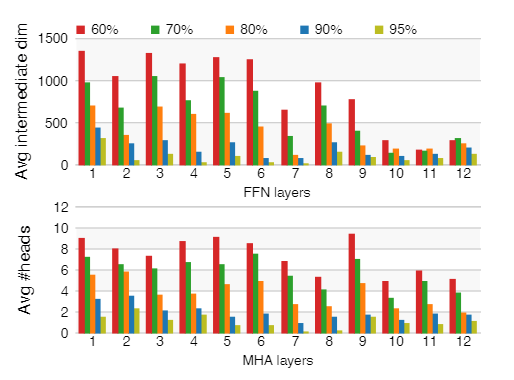 60% 70% 80% 90% 95%
Avg intermediate dim
1500
1000
500
0
1 2 3 4 5 6 7 8 9 10 11 12
FFN layers
Avg #heads
12
10
8
6
4
2
0
1 2 3 4 5 6 7 8 9 10 11 12
MHA layers